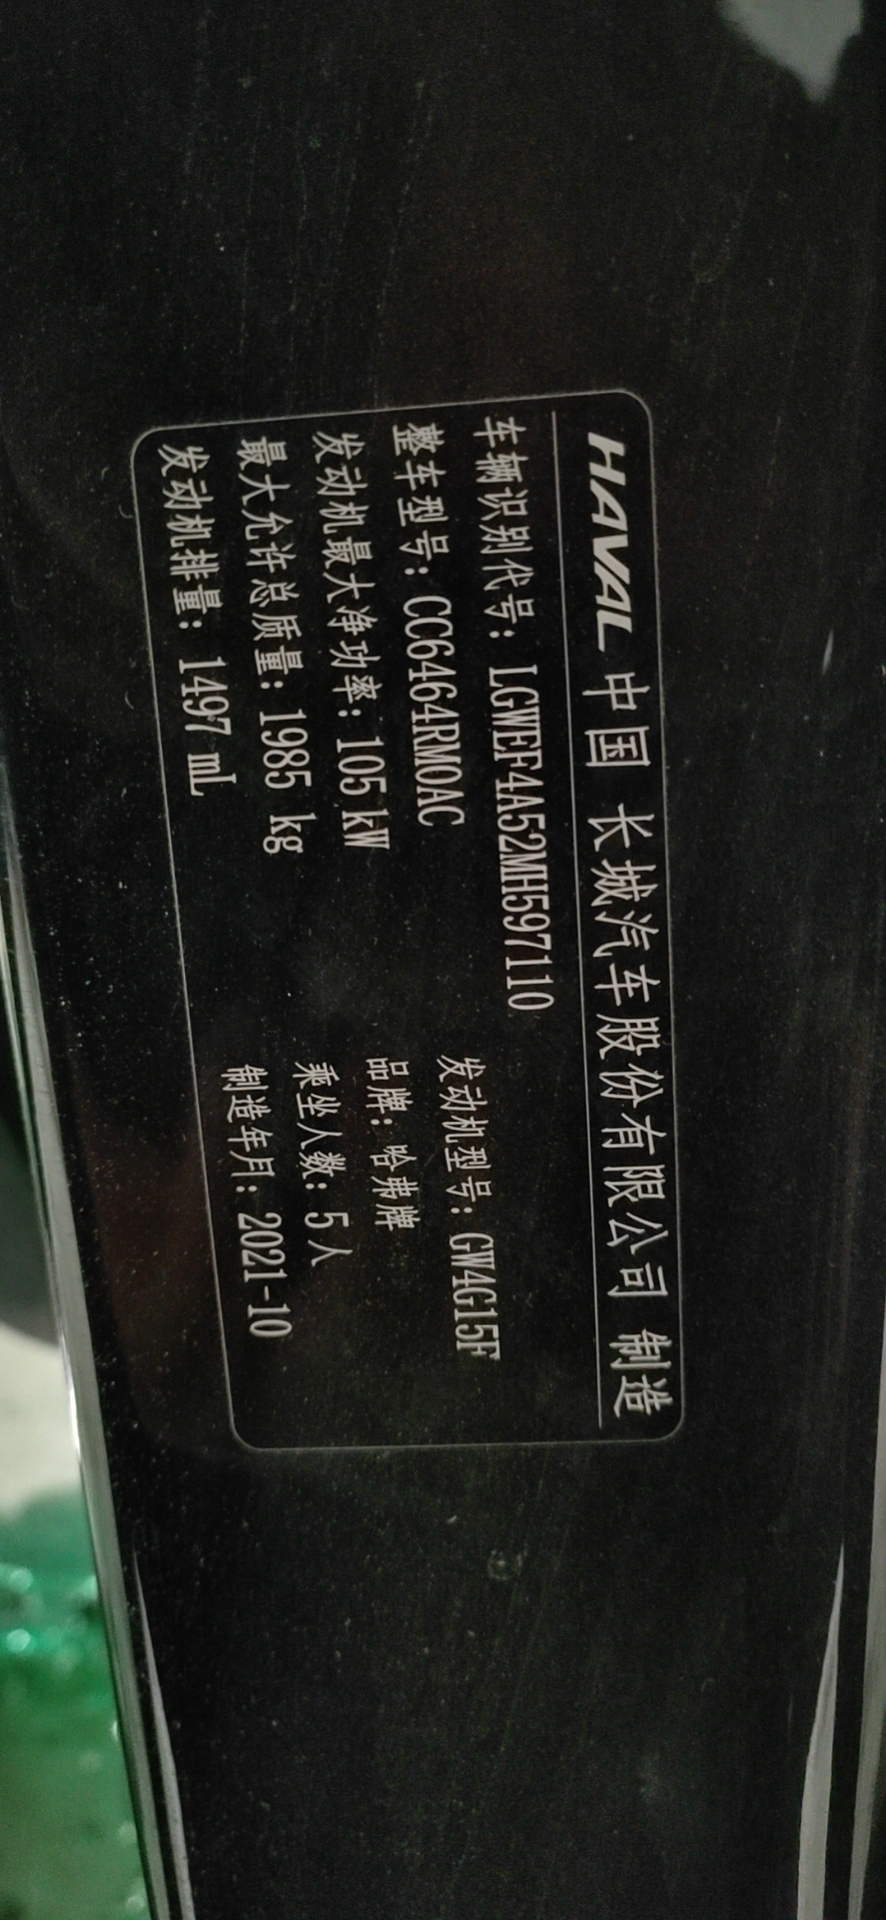 HAVAL 中国 长城汽车股份有限公司 制造
车辆识别代号：LGWEF4A52MH597110
整车型号：CC6464RM0AC
发动机型号：GW4G15F
发动机最大净功率：105 kW
品牌：哈弗牌
最大允许总质量：1985 kg
乘坐人数：5人
发动机排量：1497 mL
制造年月：2021-10